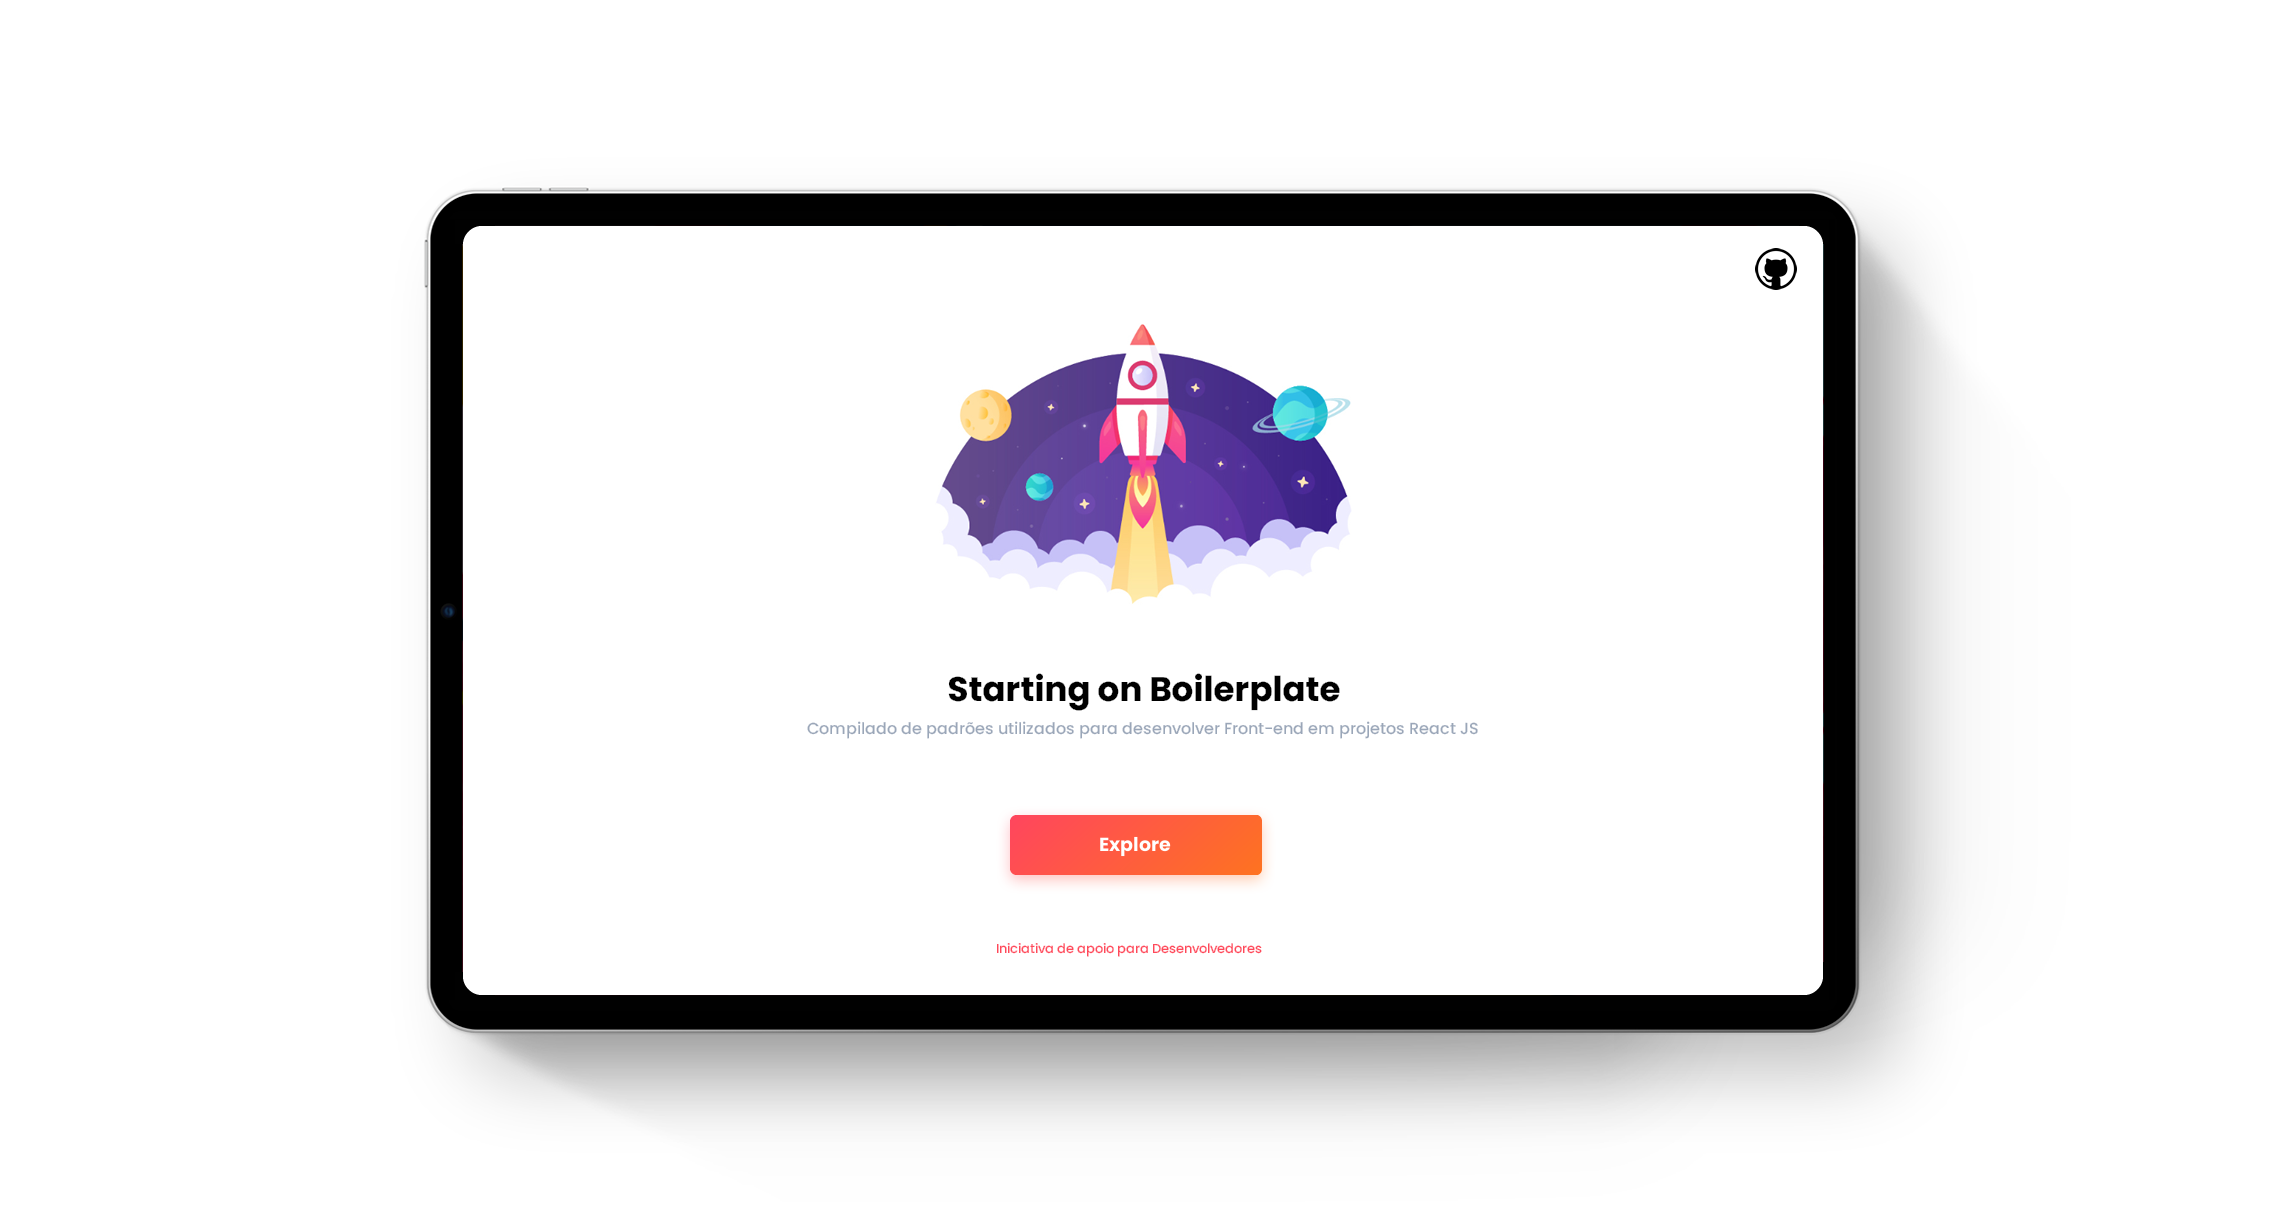 Starting on Boilerplate
Compilado de padrões utilizados para desenvolver Front-end em projetos React JS
Explore
Iniciativa de apoio para Desenvolvedores